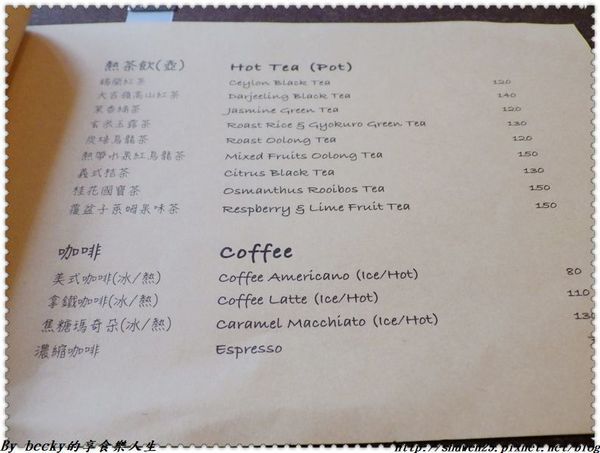 熱茶飲(壺) Hot Tea (Pot)
錫蘭紅茶 Ceylon Black Tea 120
大吉嶺高山紅茶 Darjeeling Black Tea 140
茉香綠茶 Jasmine Green Tea 120
玄米玉露茶 Roast Rice & Gyokuro Green Tea 130
炭焙烏龍茶 Roast Oolong Tea 120
熱帶水果紅烏龍茶 Mixed Fruits Oolong Tea 150
義式桔茶 Citrus Black Tea 130
桂花國寶茶 Osmanthus Rooibos Tea 150
覆盆子萊姆果味茶 Respberry & Lime Fruit Tea 150
咖啡 Coffee
美式咖啡(冰/熱) Coffee Americano (Ice/Hot) 80
拿鐵咖啡(冰/熱) Coffee Latte (Ice/Hot) 110
焦糖瑪奇朵(冰/熱) Caramel Macchiato (Ice/Hot) 130
濃縮咖啡 Espresso
By becky的享食樂人生